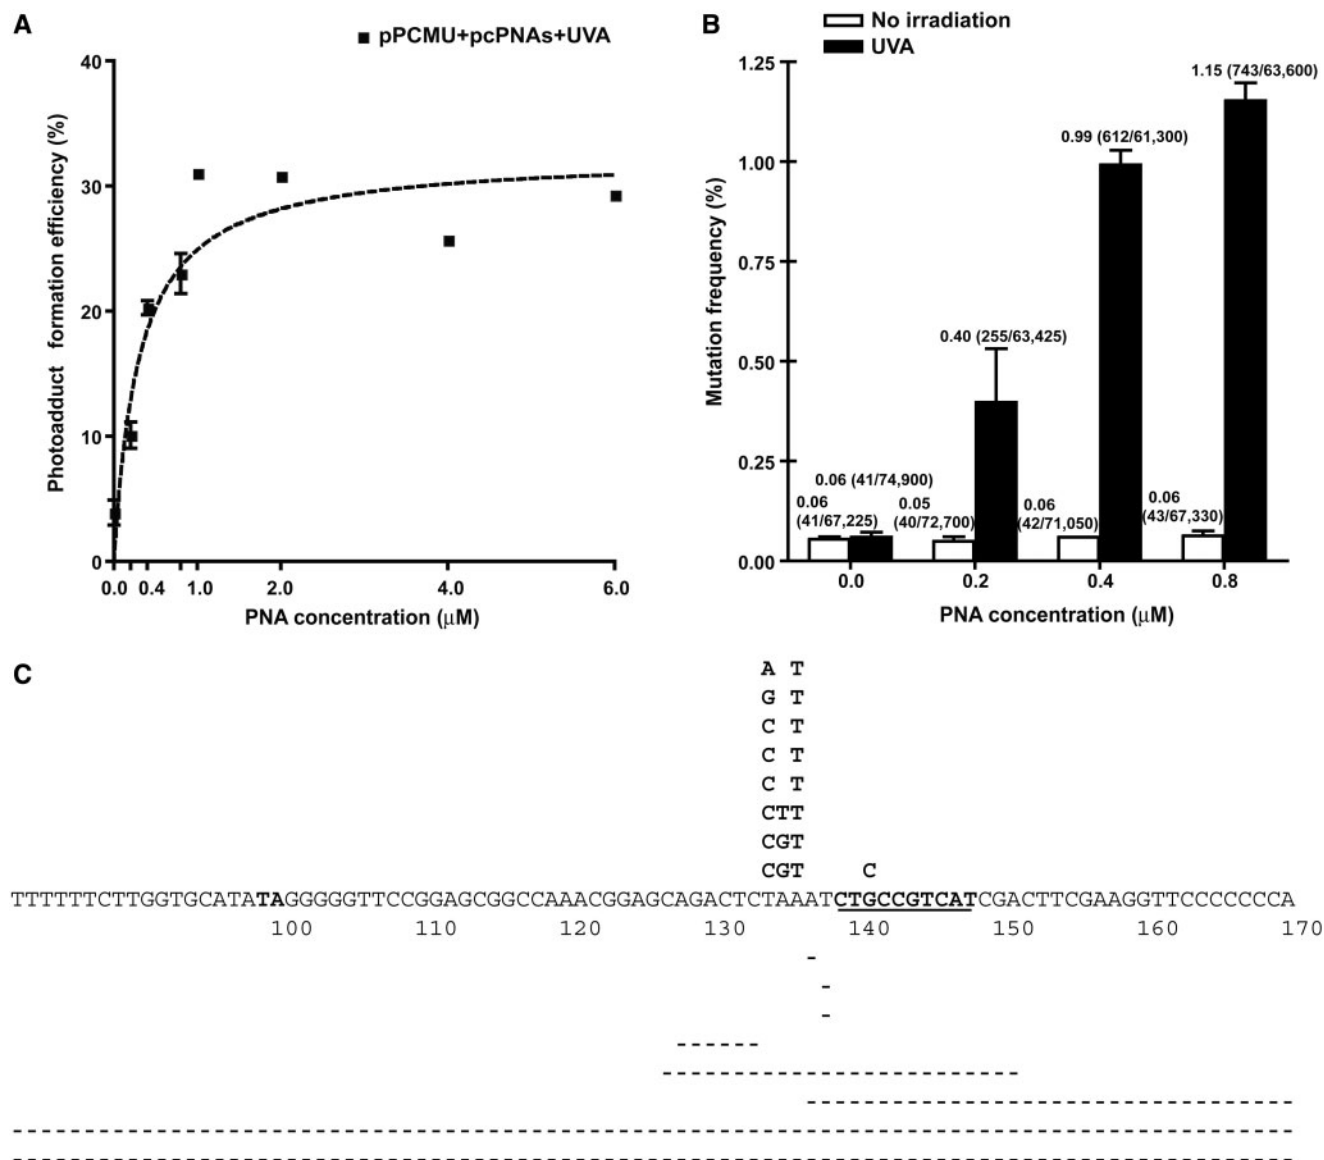 A
pPCMU+pcPNAs+UVA
40
30
20
10
0
Photoadduct formation efficiency (%)
0.0 0.4 1.0 2.0 4.0 6.0
PNA concentration (μM)
B
No irradiation
UVA
1.25
1.00
0.75
0.50
0.25
0.00
Mutation frequency (%)
1.15 (743/63,600)
0.99 (612/61,300)
0.40 (255/63,425)
0.06 (41/74,900)
0.06
(41/67,225)
0.05
(40/72,700)
0.06
(42/71,050)
0.06
(43/67,330)
0.0 0.2 0.4 0.8
PNA concentration (μM)
C
A T
G T
C T
C T
C T
CTT
CGT
CGT C
TTTTTTCTTGGTGCATATAGGGGGTTCCGGAGCGGCCAAACGGAGCAGACTCTAAATCTGCCGTCATCGACTTCGAAGGTTCCCCCCCA
100 110 120 130 140 150 160 170